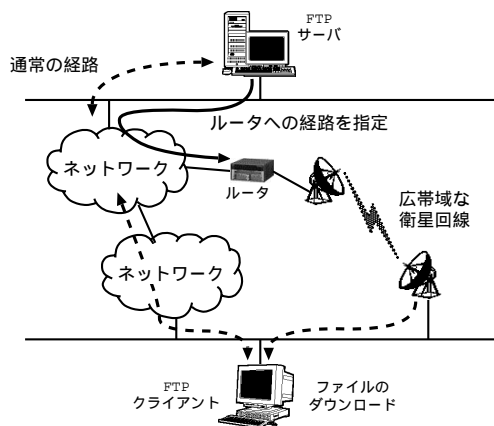 FTP
サーバ
通常の経路
ルータへの経路を指定
ネットワーク
ルータ
広帯域な
衛星回線
ネットワーク
FTP
クライアント
ファイルの
ダウンロード